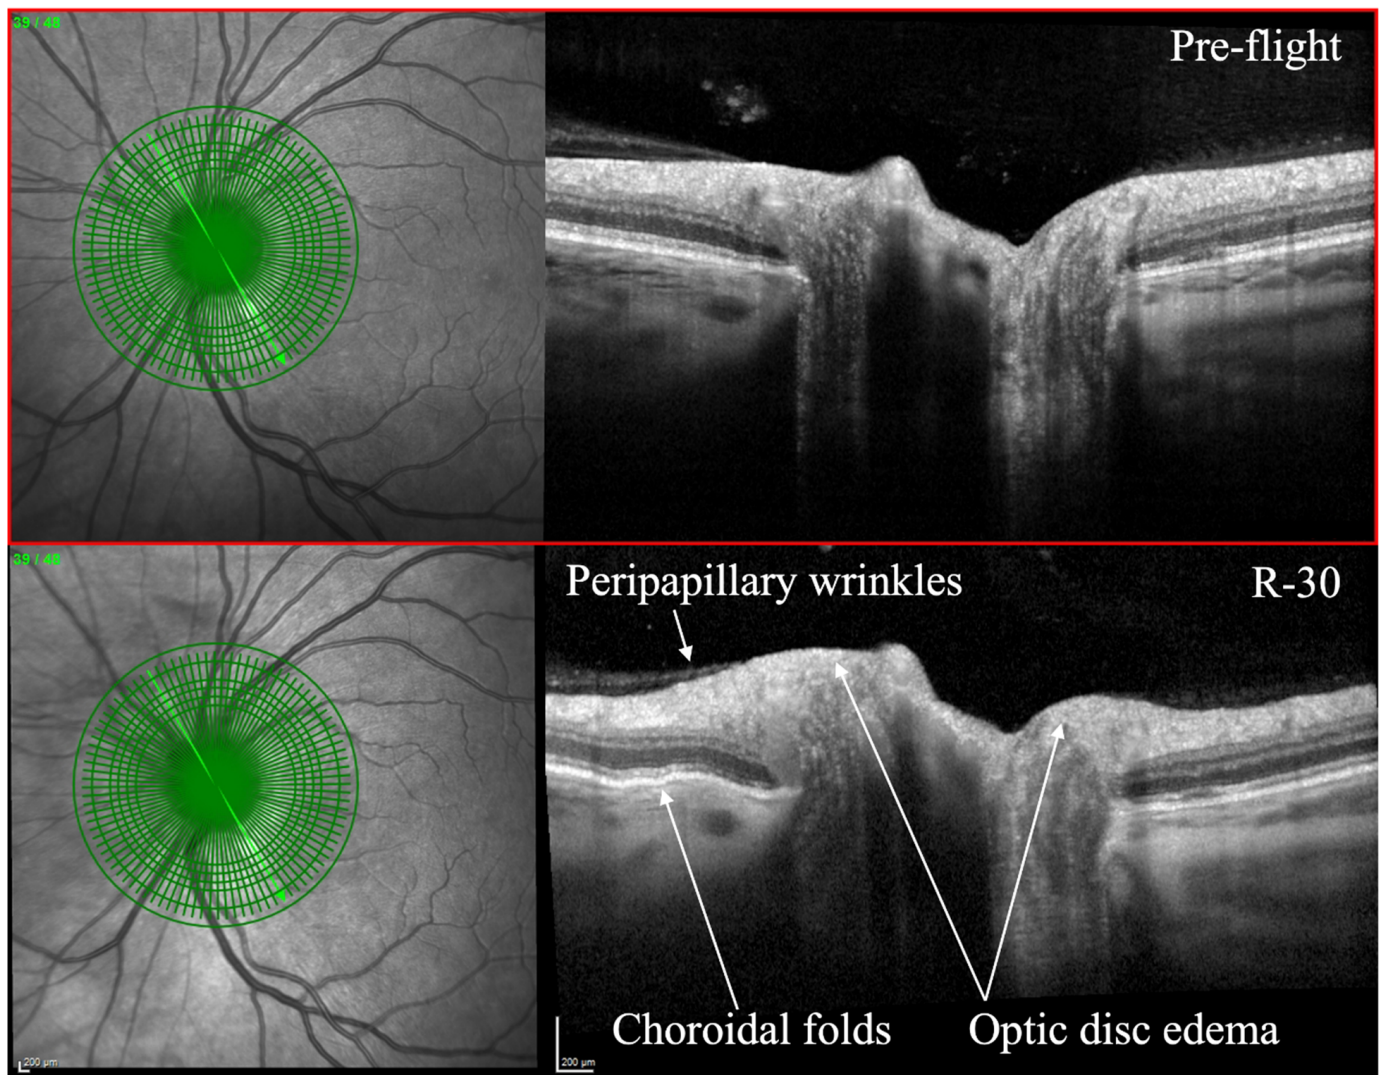 39 / 48
Pre-flight
39 / 48
Peripapillary wrinkles
R-30
Choroidal folds
Optic disc edema
200 µm
200 µm